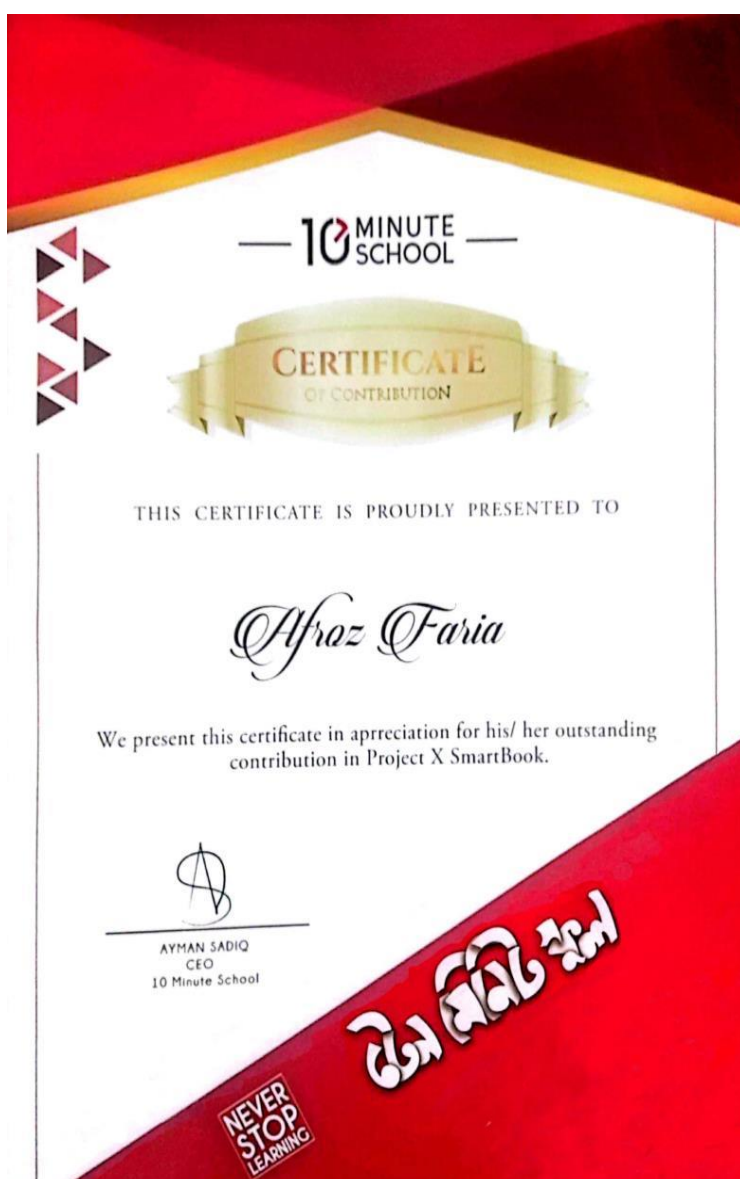 10 MINUTE
SCHOOL
CERTIFICATE
OF CONTRIBUTION
THIS CERTIFICATE IS PROUDLY PRESENTED TO
Afroz Faria
We present this certificate in aprreciation for his/ her outstanding
contribution in Project X SmartBook.
AYMAN SADIQ
CEO
10 Minute School
টেন মিনিট স্কুল
NEVER
STOP
LEARNING